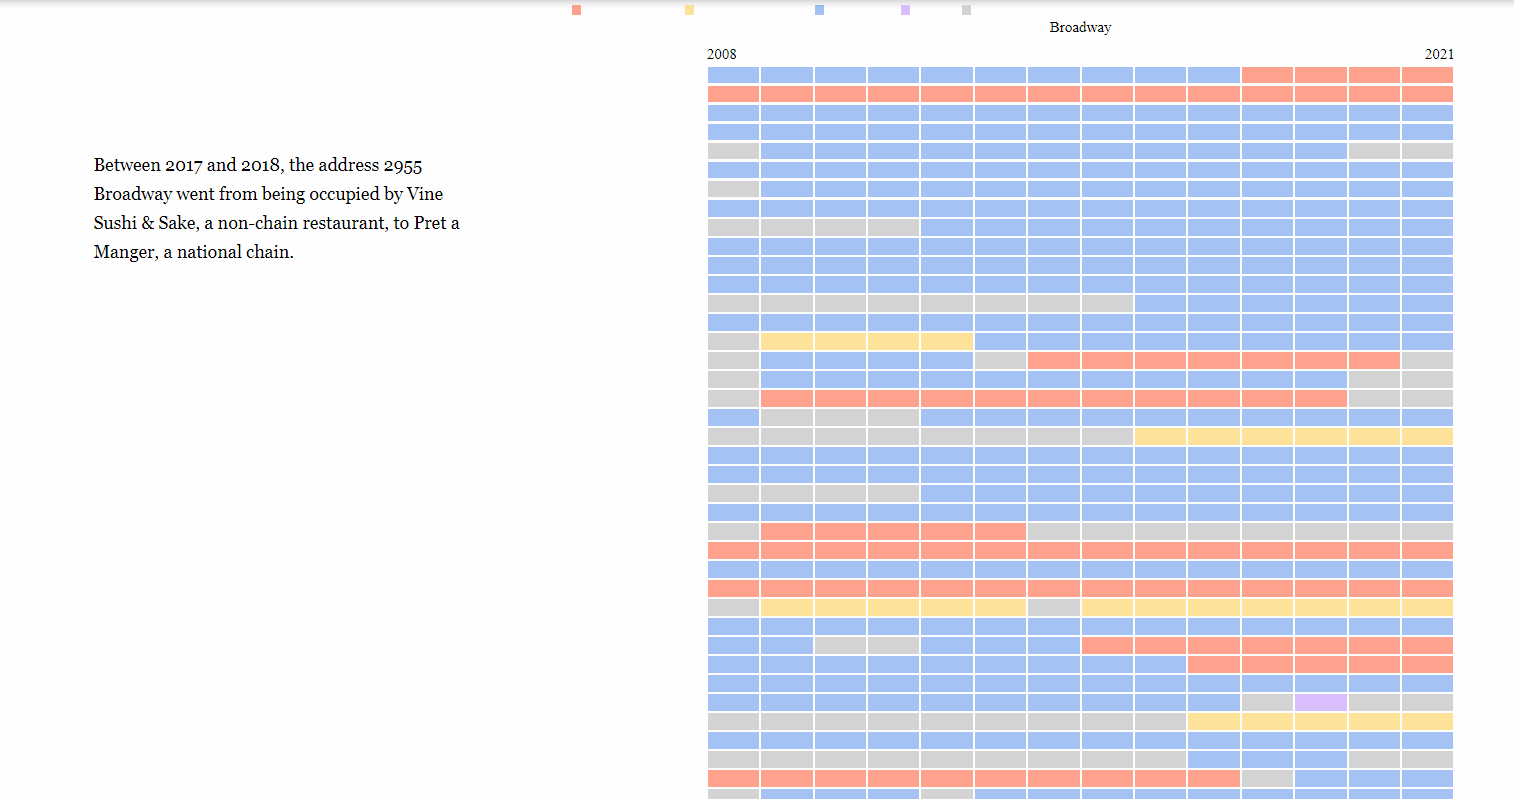 Broadway
2008 2021
Between 2017 and 2018, the address 2955
Broadway went from being occupied by Vine
Sushi & Sake, a non-chain restaurant, to Pret a
Manger, a national chain.